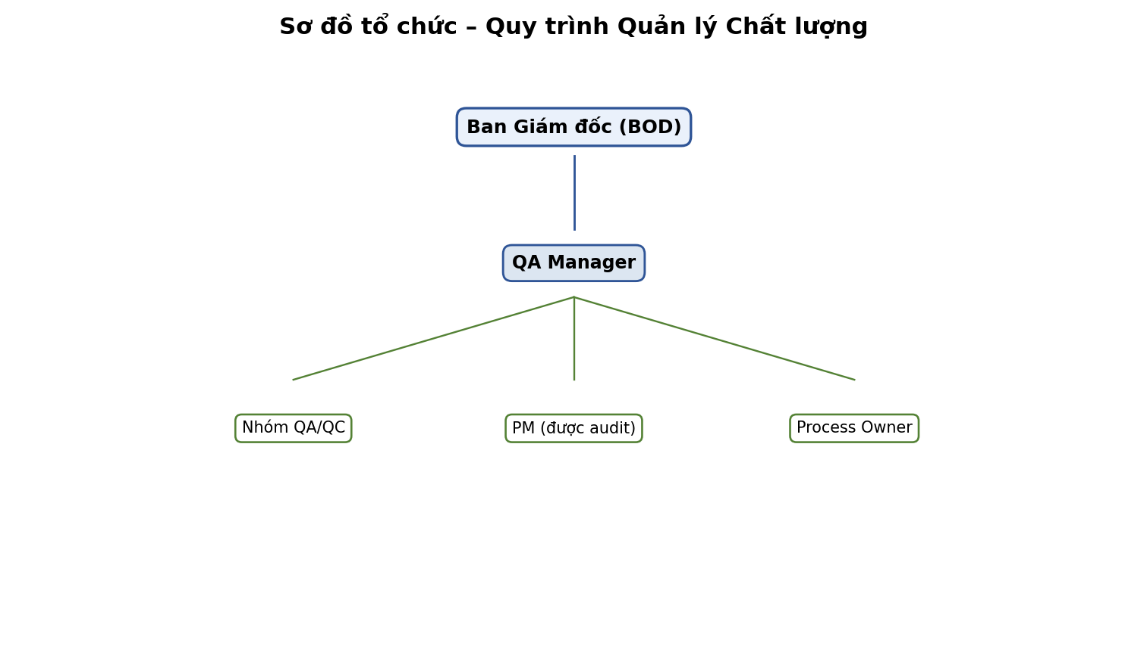 Sơ đồ tổ chức – Quy trình Quản lý Chất lượng
Ban Giám đốc (BOD)
QA Manager
Nhóm QA/QC
PM (được audit)
Process Owner